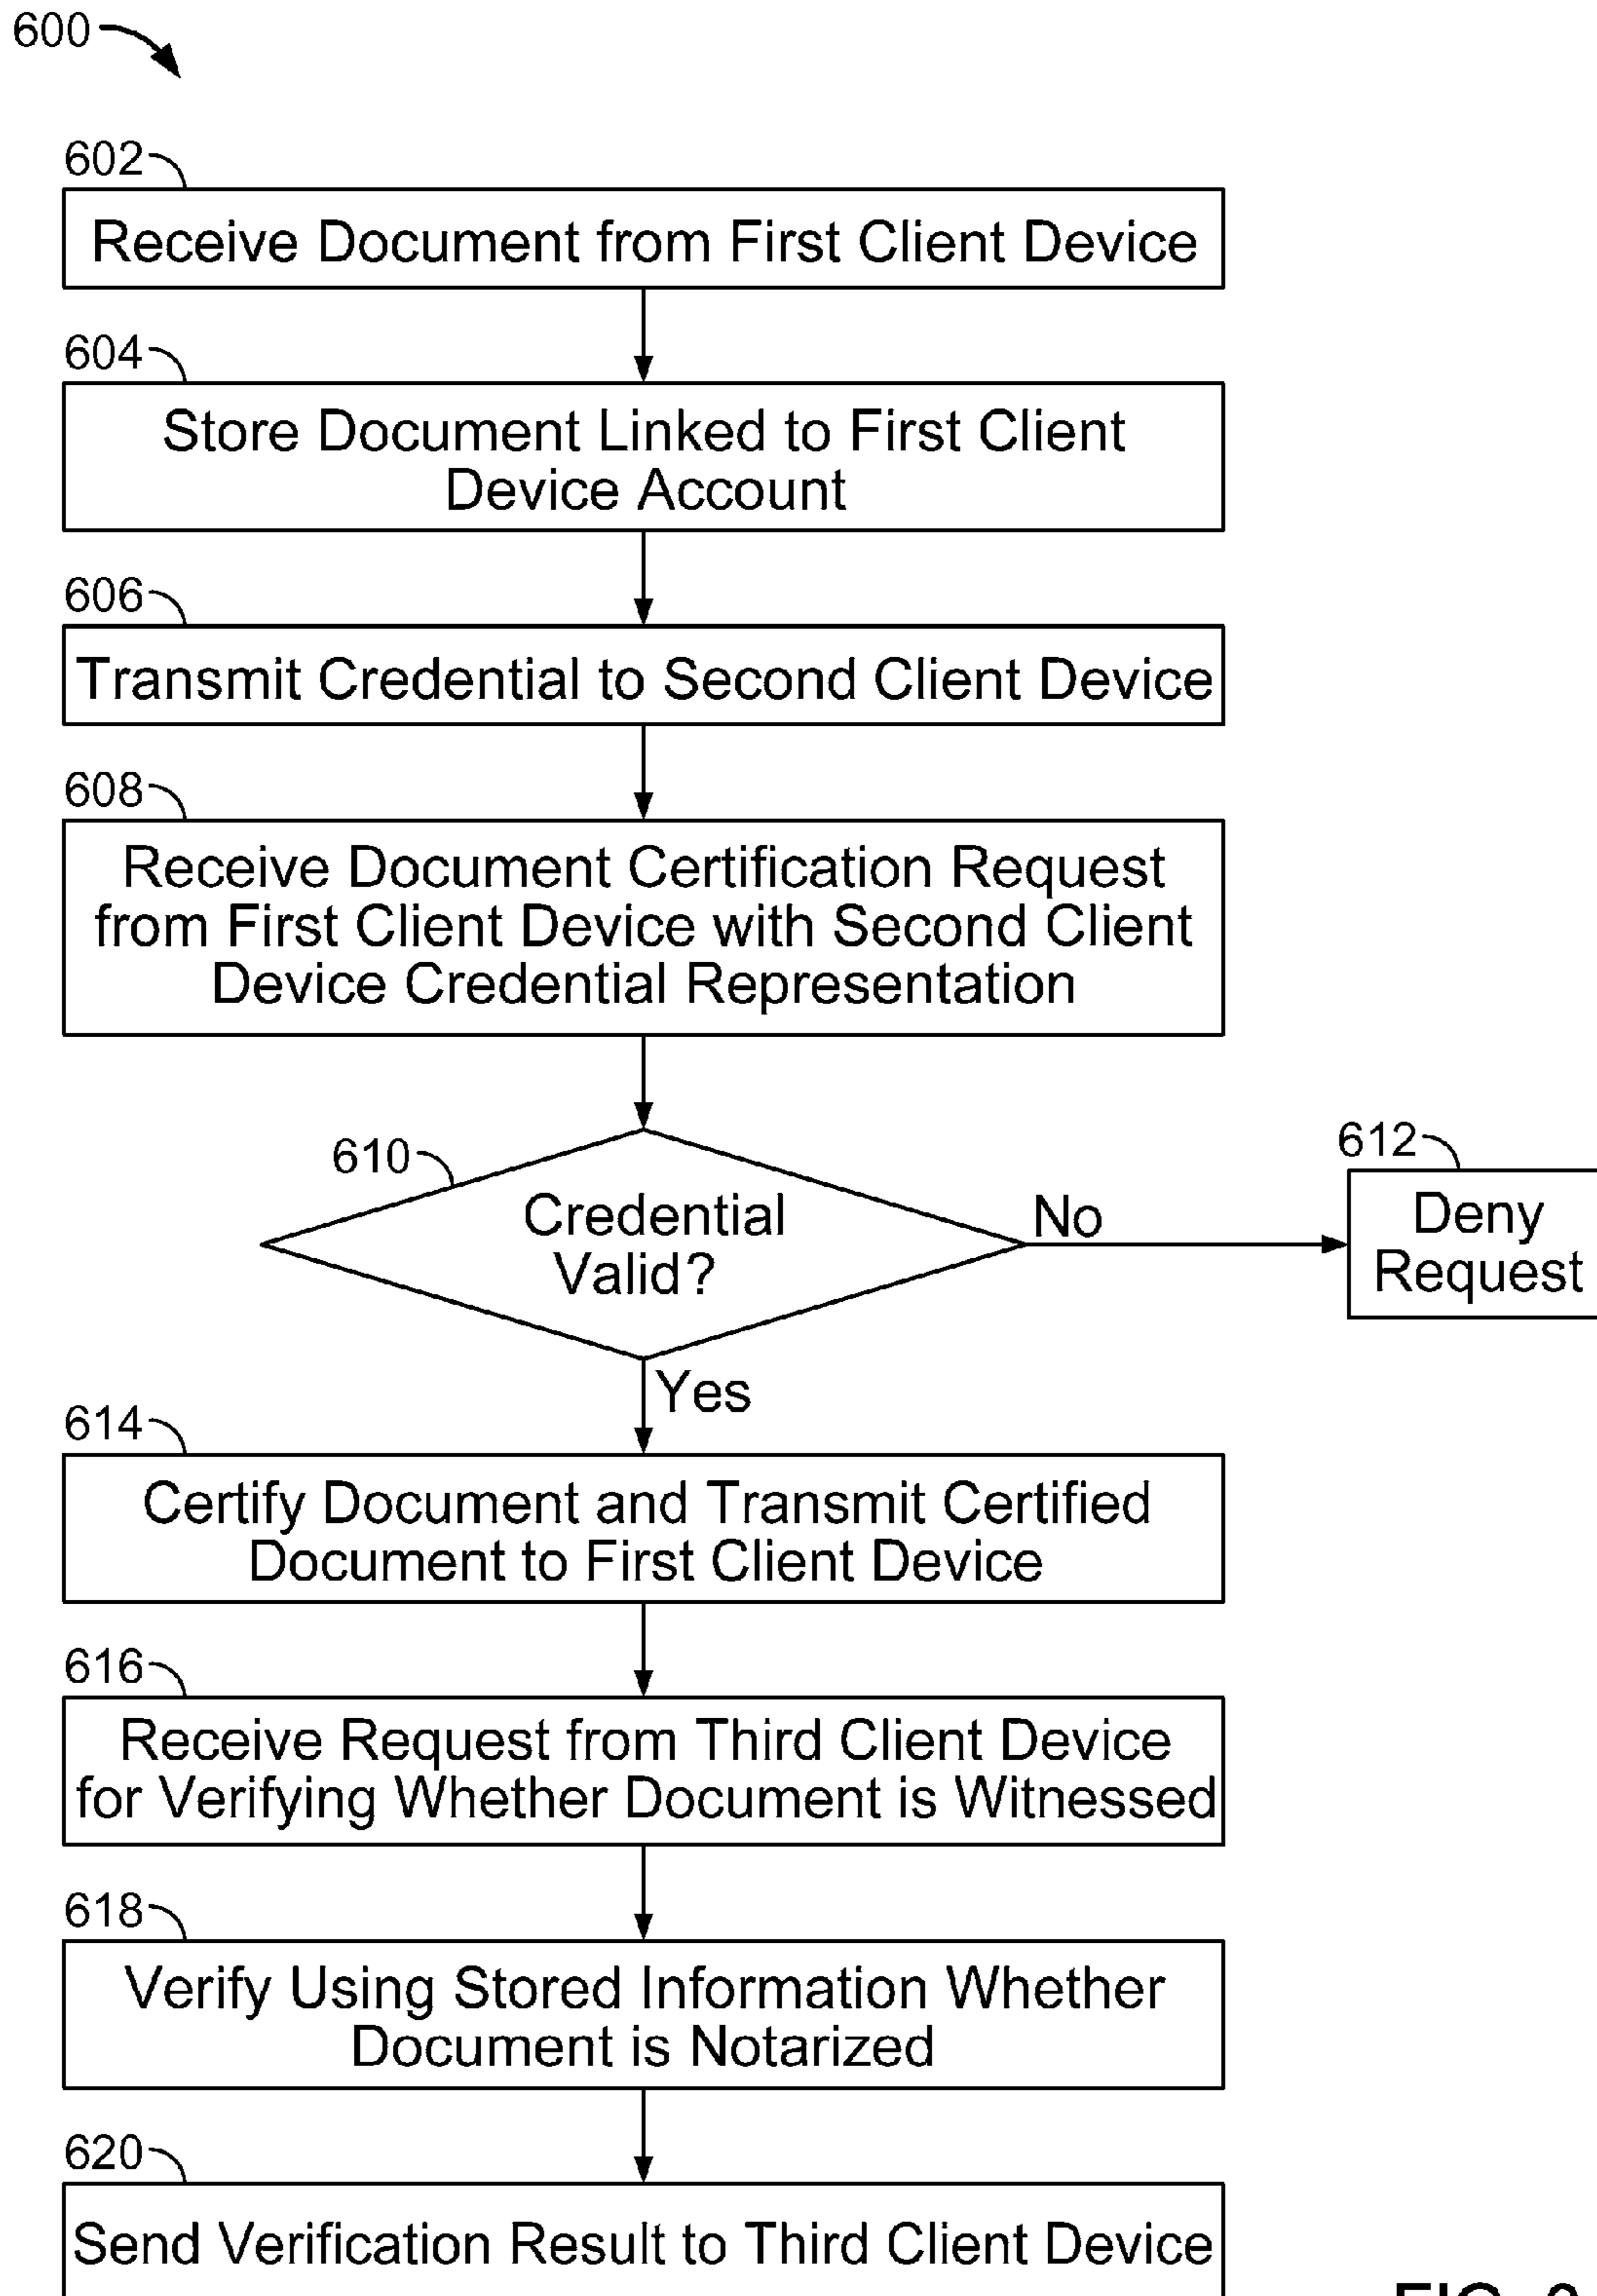 600
602
Receive Document from First Client Device
604
Store Document Linked to First Client
Device Account
606
Transmit Credential to Second Client Device
608
Receive Document Certification Request
from First Client Device with Second Client
Device Credential Representation
610
Credential
Valid?
No
612
Deny
Request
Yes
614
Certify Document and Transmit Certified
Document to First Client Device
616
Receive Request from Third Client Device
for Verifying Whether Document is Witnessed
618
Verify Using Stored Information Whether
Document is Notarized
620
Send Verification Result to Third Client Device